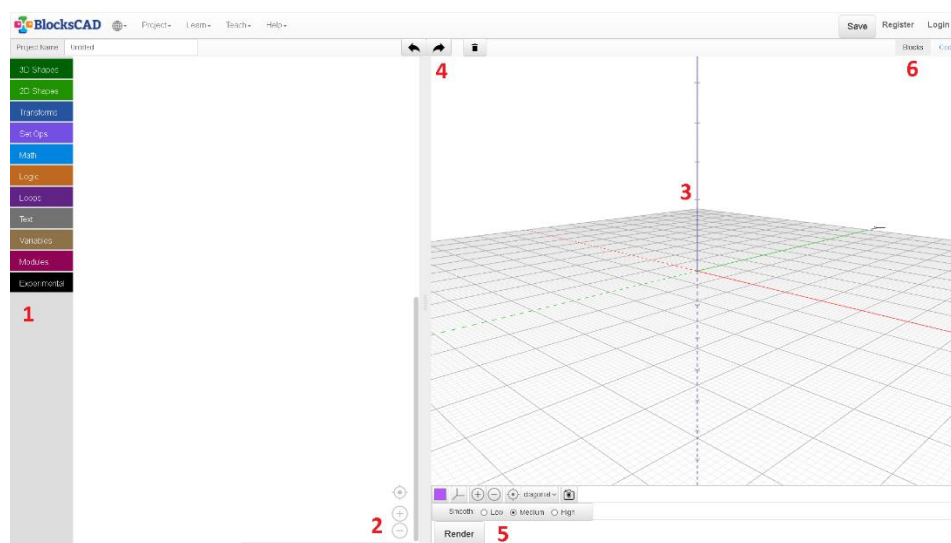 BlocksCAD Project Learn Teach Help Save Register Login
Project Name Untitled Blocks
4
6
3D Shapes
2D Shapes
Transforms
Set Ops
Math
Logic
Loops
Text
Variables
Modules
Experimental
1
3
2
diagonal
Smooth Low Medium High
Render 5